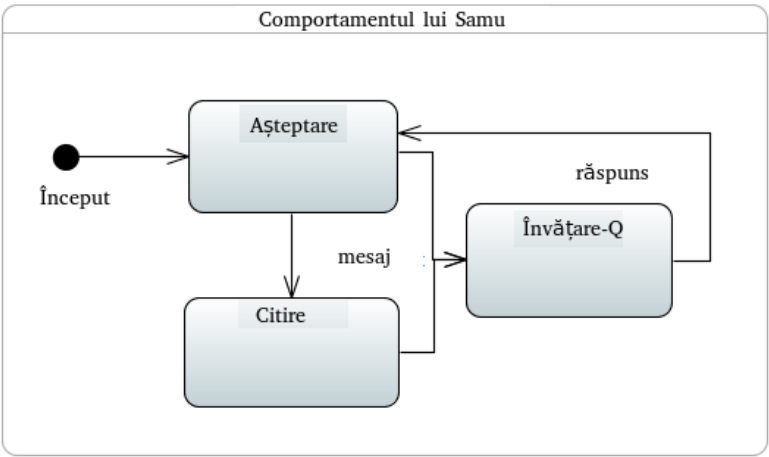 Comportamentul lui Samu
Așteptare
Început
răspuns
Învățare-Q
mesaj
:
Citire